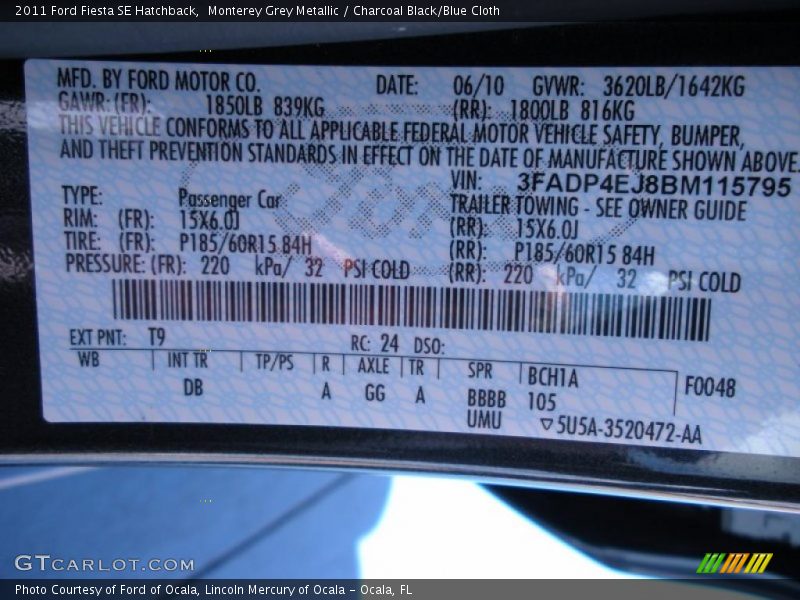 2011 Ford Fiesta SE Hatchback,  Monterey Grey Metallic / Charcoal Black/Blue Cloth
MFD. BY FORD MOTOR CO. DATE: 06/10 GVWR: 3620LB/1642KG
GAWR:(FR): 1850LB 839KG (RR): 1800LB 816KG
THIS VEHICLE CONFORMS TO ALL APPLICABLE FEDERAL MOTOR VEHICLE SAFETY, BUMPER,
AND THEFT PREVENTION STANDARDS IN EFFECT ON THE DATE OF MANUFACTURE SHOWN ABOVE.
VIN: 3FADP4EJ8BM115795
TYPE: Passenger Car TRAILER TOWING - SEE OWNER GUIDE
RIM: (FR): 15X6.0J (RR): 15X6.0J
TIRE: (FR): P185/60R15 84H (RR): P185/60R15 84H
PRESSURE: (FR): 220 kPa/ 32 PSI COLD (RR): 220 kPa/ 32 PSI COLD
EXT PNT: T9 RC: 24 DSO:
WB INT TR TP/PS R AXLE TR SPR BCH1A F0048
DB A GG A BBBB 105
UMU ▽5U5A-3520472-AA
GTCARLOT.COM
Photo Courtesy of Ford of Ocala, Lincoln Mercury of Ocala – Ocala, FL